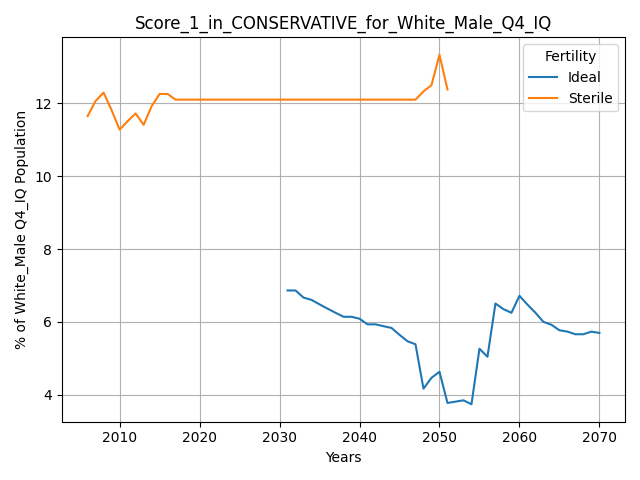 Score_1_in_CONSERVATIVE_for_White_Male_Q4_IQ
Fertility
Ideal
Sterile
% of White_Male Q4_IQ Population
12
10
8
6
4
2010 2020 2030 2040 2050 2060 2070
Years